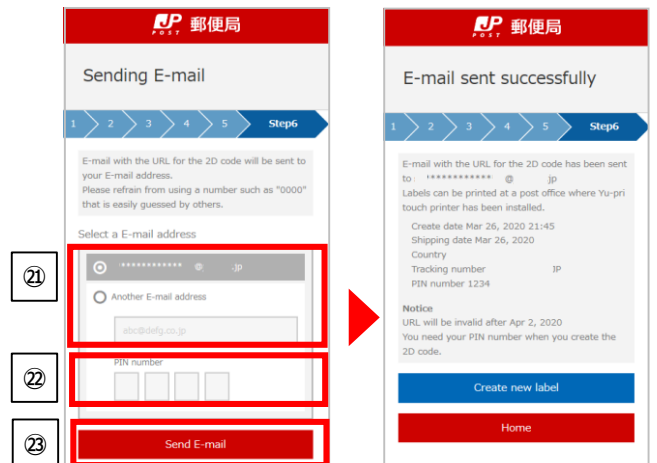 JP POST 郵便局
Sending E-mail
1 2 3 4 5 Step6
E-mail with the URL for the 2D code will be sent to
your E-mail address.
Please refrain from using a number such as "0000"
that is easily guessed by others.
Select a E-mail address
㉑
************ @ .jp
Another E-mail address
abc@defg.co.jp
㉒
PIN number
㉓
Send E-mail
JP POST 郵便局
E-mail sent successfully
1 2 3 4 5 Step6
E-mail with the URL for the 2D code has been sent
to : ************ @ jp
Labels can be printed at a post office where Yu-pri
touch printer has been installed.
Create date Mar 26, 2020 21:45
Shipping date Mar 26, 2020
Country
Tracking number JP
PIN number 1234
Notice
URL will be invalid after Apr 2, 2020
You need your PIN number when you create the
2D code.
Create new label
Home